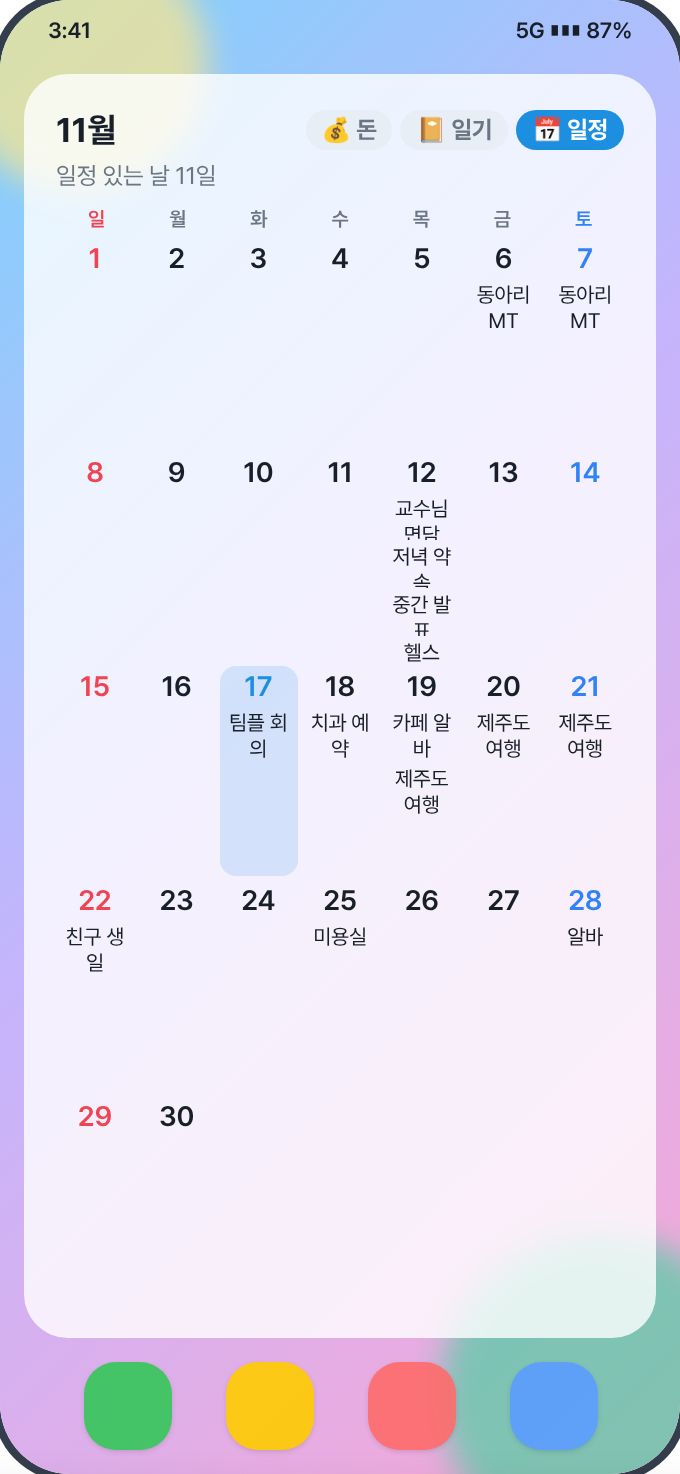 3:41
5G 87%
11월
💰 돈
📔 일기
📅 일정
일정 있는 날 11일
일 월 화 수 목 금 토
1 2 3 4 5 6 7
동아리 동아리
MT MT
8 9 10 11 12 13 14
교수님
면담
저녁 약
속
중간 발
표
헬스
15 16 17 18 19 20 21
팀플 회 치과 예 카페 알 제주도 제주도
의 약 바 여행 여행
제주도
여행
22 23 24 25 26 27 28
친구 생 미용실 알바
일
29 30